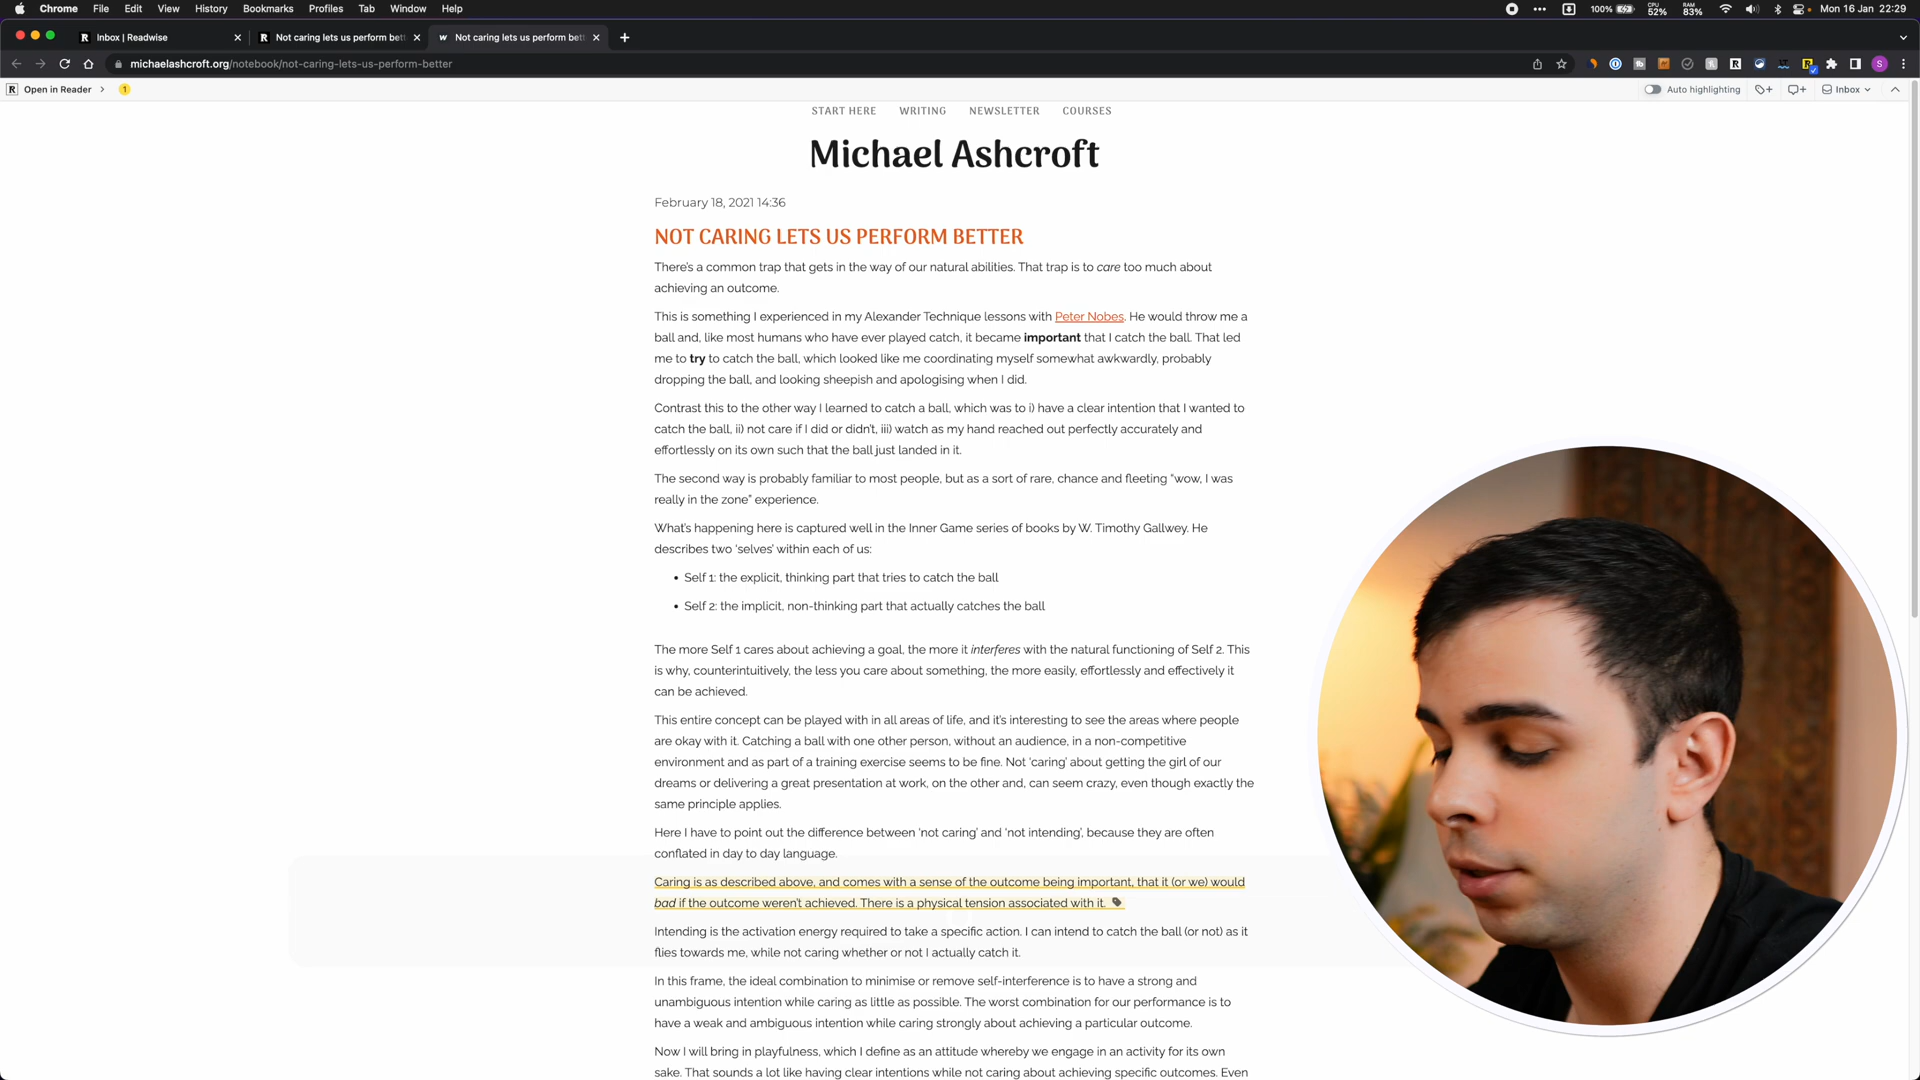 Chrome File Edit View History Bookmarks Profiles Tab Window Help 100% CPU 52% RAM 83% Mon 16 Jan 22:29
Inbox | Readwise Not caring lets us perform bet Not caring lets us perform bet
michaelashcroft.org/notebook/not-caring-lets-us-perform-better
Open in Reader 1 Auto highlighting Inbox
START HERE WRITING NEWSLETTER COURSES
Michael Ashcroft
February 18, 2021 14:36
NOT CARING LETS US PERFORM BETTER
There's a common trap that gets in the way of our natural abilities. That trap is to care too much about
achieving an outcome.
This is something I experienced in my Alexander Technique lessons with Peter Nobes. He would throw me a
ball and, like most humans who have ever played catch, it became important that I catch the ball. That led
me to try to catch the ball, which looked like me coordinating myself somewhat awkwardly, probably
dropping the ball, and looking sheepish and apologising when I did.
Contrast this to the other way I learned to catch a ball, which was to i) have a clear intention that I wanted to
catch the ball, ii) not care if I did or didn't, iii) watch as my hand reached out perfectly accurately and
effortlessly on its own such that the ball just landed in it.
The second way is probably familiar to most people, but as a sort of rare, chance and fleeting “wow, I was
really in the zone” experience.
What's happening here is captured well in the Inner Game series of books by W. Timothy Gallwey. He
describes two ‘selves’ within each of us:
• Self 1: the explicit, thinking part that tries to catch the ball
• Self 2: the implicit, non-thinking part that actually catches the ball
The more Self 1 cares about achieving a goal, the more it interferes with the natural functioning of Self 2. This
is why, counterintuitively, the less you care about something, the more easily, effortlessly and effectively it
can be achieved.
This entire concept can be played with in all areas of life, and it's interesting to see the areas where people
are okay with it. Catching a ball with one other person, without an audience, in a non-competitive
environment and as part of a training exercise seems to be fine. Not ‘caring’ about getting the girl of our
dreams or delivering a great presentation at work, on the other and, can seem crazy, even though exactly the
same principle applies.
Here I have to point out the difference between ‘not caring’ and ‘not intending’, because they are often
conflated in day to day language.
Caring is as described above, and comes with a sense of the outcome being important, that it (or we) would
bad if the outcome weren't achieved. There is a physical tension associated with it.
Intending is the activation energy required to take a specific action. I can intend to catch the ball (or not) as it
flies towards me, while not caring whether or not I actually catch it.
In this frame, the ideal combination to minimise or remove self-interference is to have a strong and
unambiguous intention while caring as little as possible. The worst combination for our performance is to
have a weak and ambiguous intention while caring strongly about achieving a particular outcome.
Now I will bring in playfulness, which I define as an attitude whereby we engage in an activity for its own
sake. That sounds a lot like having clear intentions while not caring about achieving specific outcomes. Even